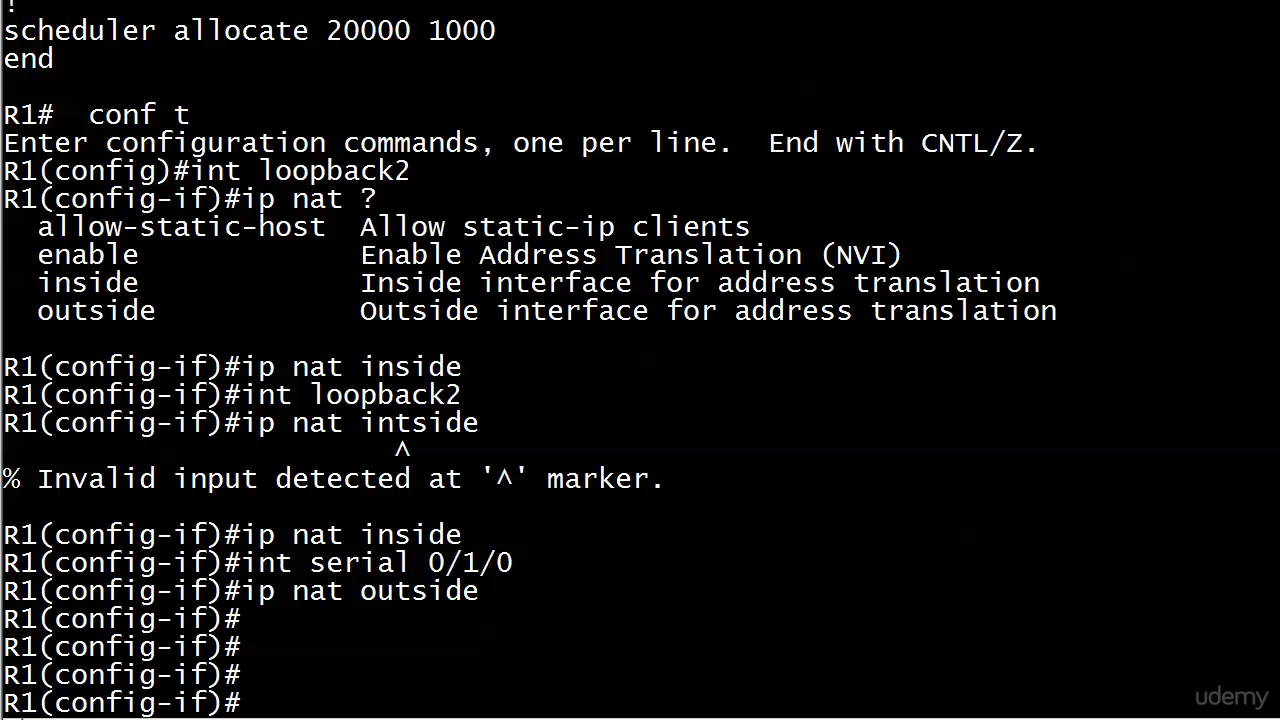 !
scheduler allocate 20000 1000
end
R1#  conf t
Enter configuration commands, one per line.  End with CNTL/Z.
R1(config)#int loopback2
R1(config-if)#ip nat ?
  allow-static-host  Allow static-ip clients
  enable             Enable Address Translation (NVI)
  inside             Inside interface for address translation
  outside            Outside interface for address translation
R1(config-if)#ip nat inside
R1(config-if)#int loopback2
R1(config-if)#ip nat intside
                       ^
% Invalid input detected at '^' marker.
R1(config-if)#ip nat inside
R1(config-if)#int serial 0/1/0
R1(config-if)#ip nat outside
R1(config-if)#
R1(config-if)#
R1(config-if)#
R1(config-if)#
udemy